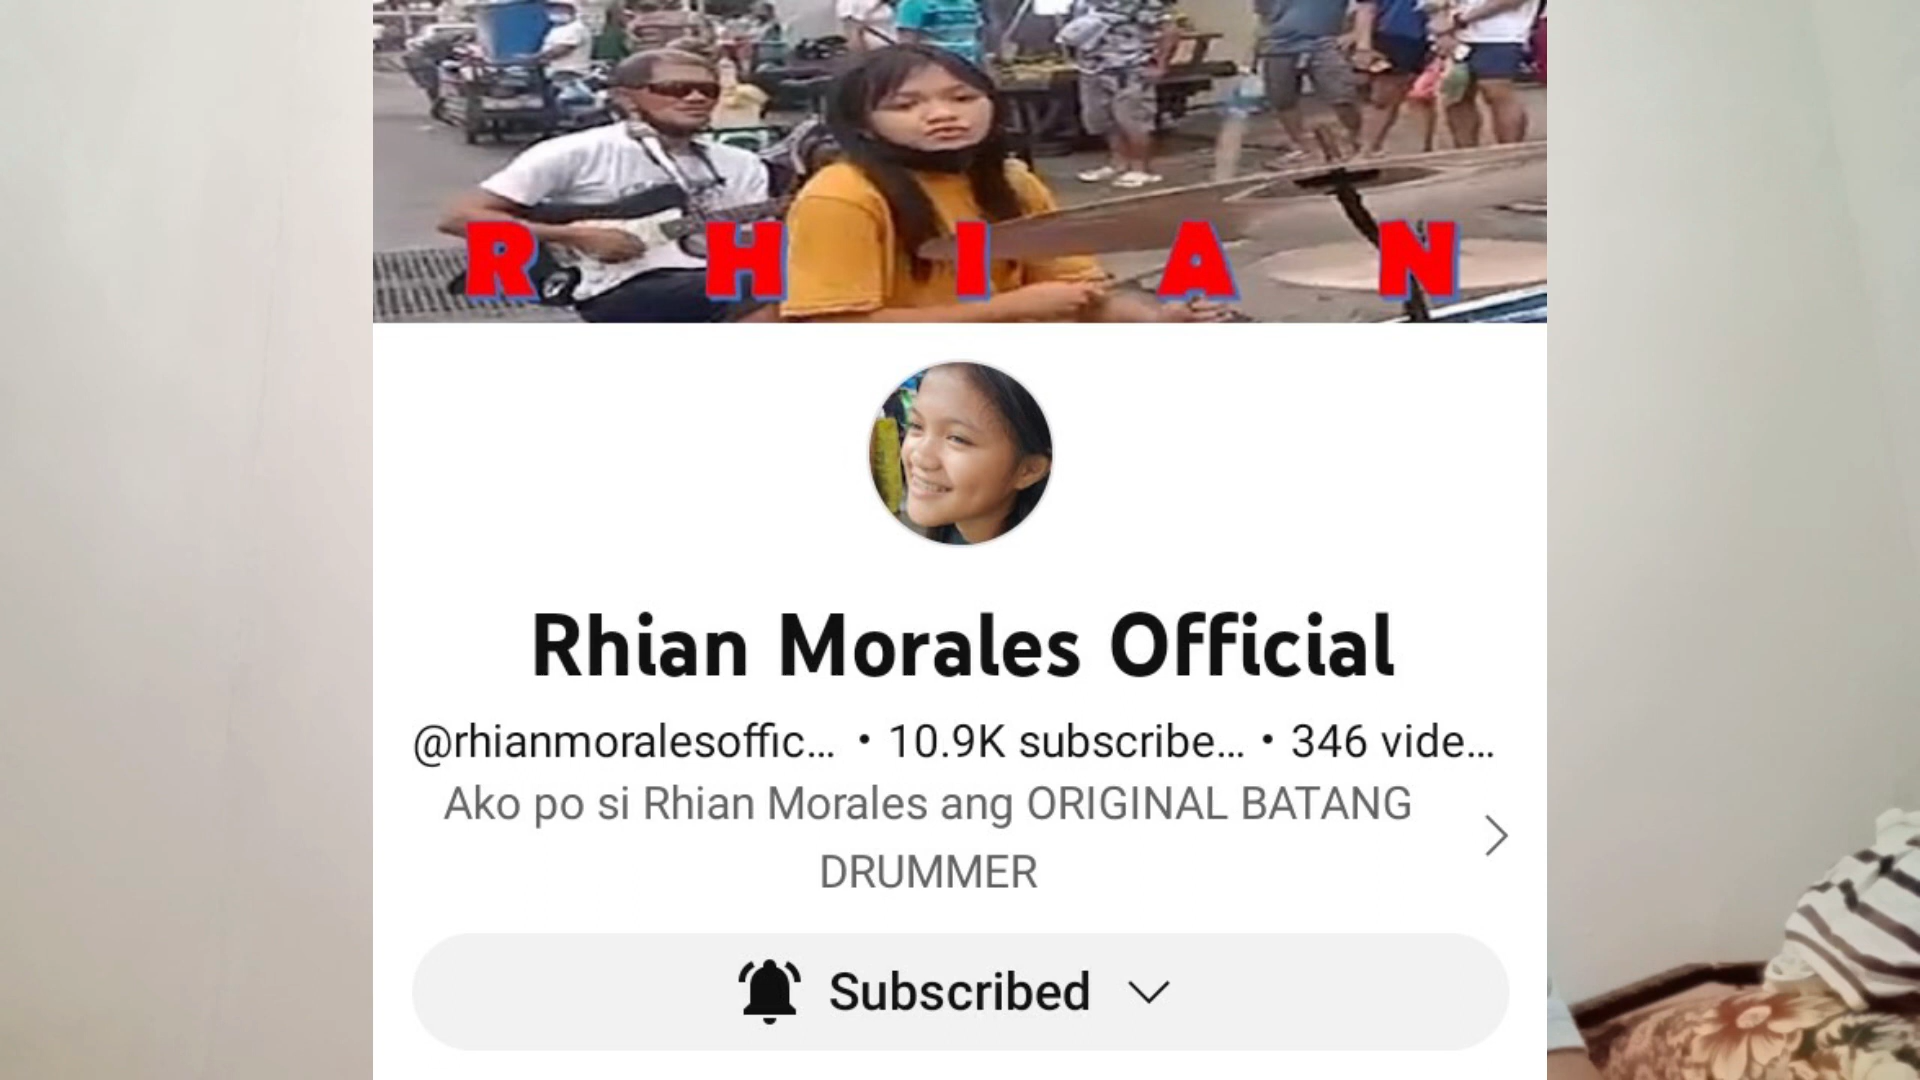 RHIAN
Rhian Morales Official
@rhianmoralesoffic... • 10.9K subscribe... • 346 vide...
Ako po si Rhian Morales ang ORIGINAL BATANG
DRUMMER
Subscribed